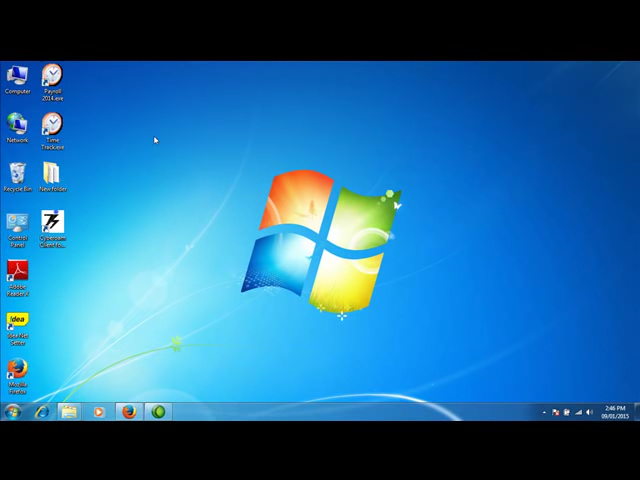 Computer
Payroll
2014.exe
Network
Time
Track.exe
Recycle Bin
New folder
Control
Panel
Cyberoam
Client fo...
Adobe
Reader X
!dea
Idea Net
Setter
Mozilla
Firefox
2:46 PM
09/01/2015